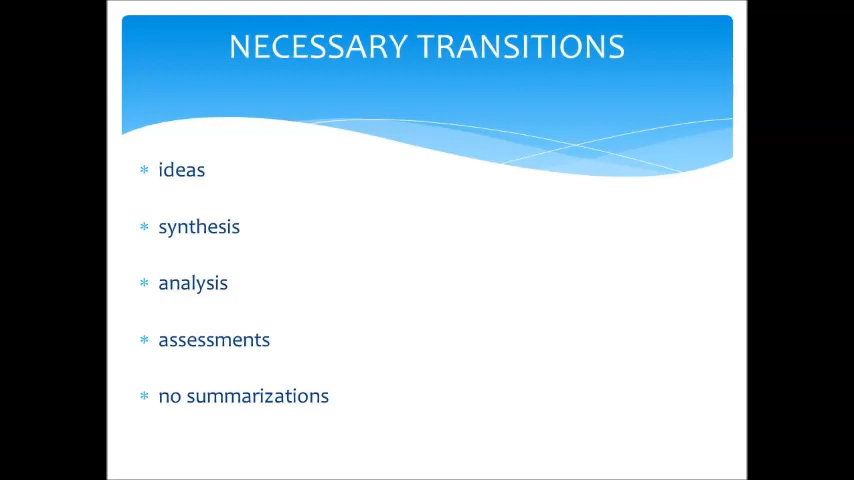 NECESSARY TRANSITIONS
* ideas
* synthesis
* analysis
* assessments
* no summarizations